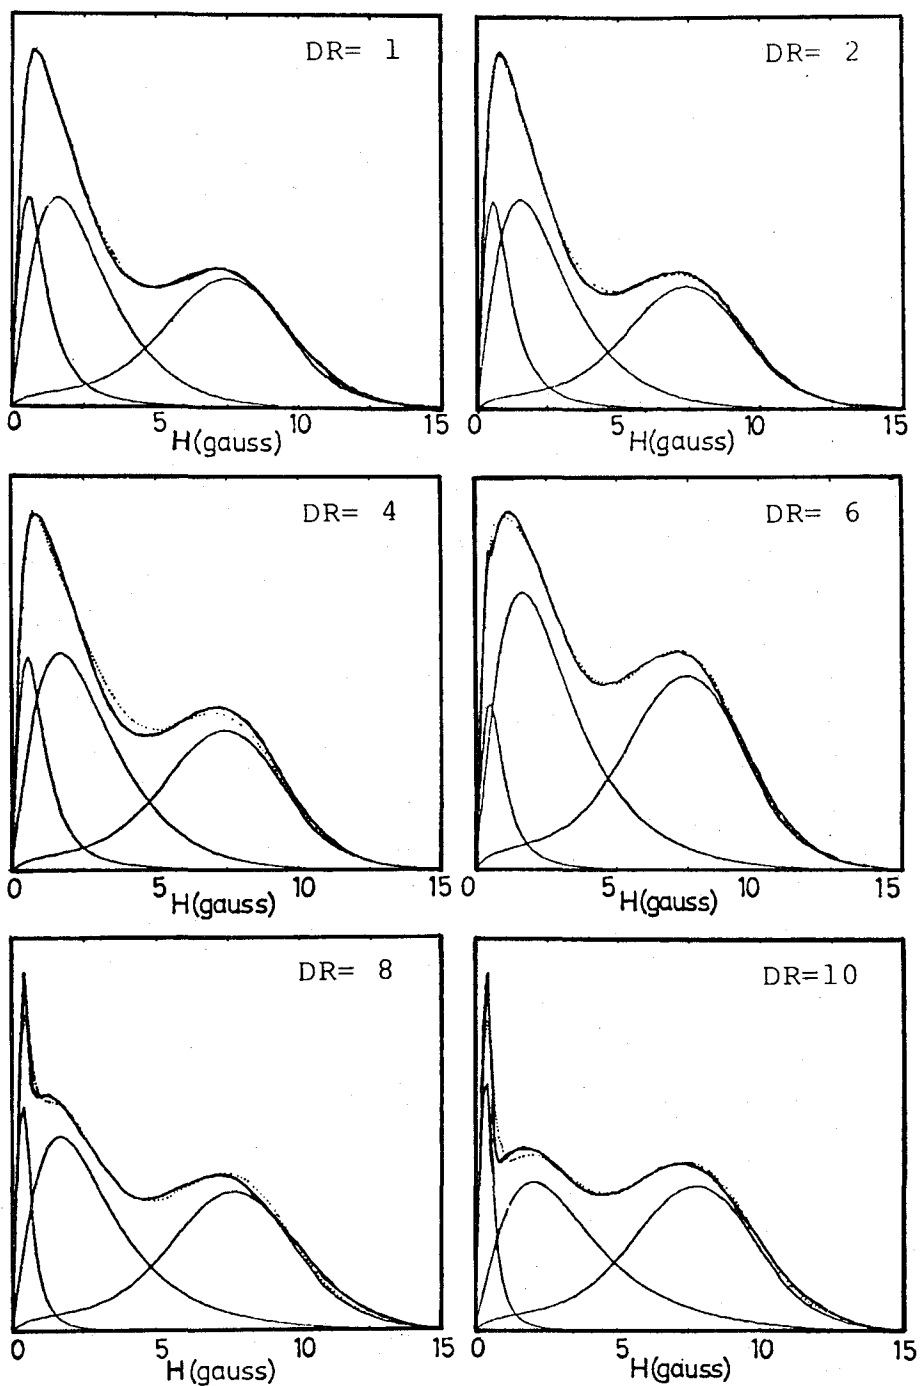 DR= 1
0 5 10 15
H(gauss)
DR= 2
0 5 10 15
H(gauss)
DR= 4
0 5 10 15
H(gauss)
DR= 6
0 5 10 15
H(gauss)
DR= 8
0 5 10 15
H(gauss)
DR=10
0 5 10 15
H(gauss)